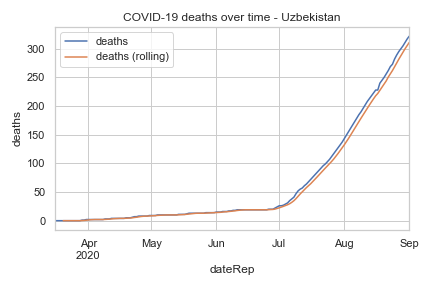 COVID-19 deaths over time - Uzbekistan
deaths
deaths (rolling)
deaths
300
250
200
150
100
50
0
Apr
2020
May
Jun
Jul
Aug
Sep
dateRep